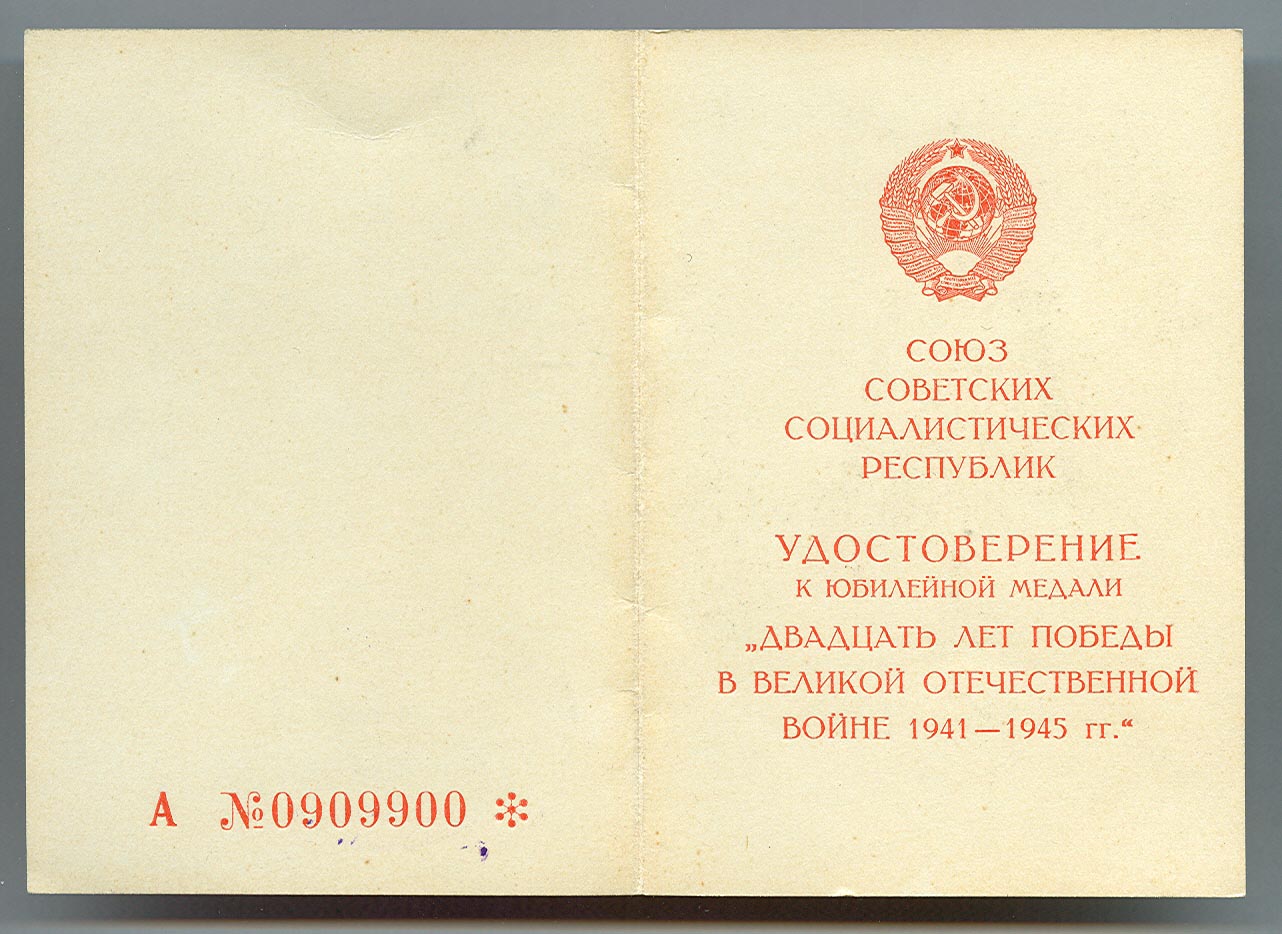 А №0909900 *
СОЮЗ
СОВЕТСКИХ
СОЦИАЛИСТИЧЕСКИХ
РЕСПУБЛИК
УДОСТОВЕРЕНИЕ
К ЮБИЛЕЙНОЙ МЕДАЛИ
„ДВАДЦАТЬ ЛЕТ ПОБЕДЫ
В ВЕЛИКОЙ ОТЕЧЕСТВЕННОЙ
ВОЙНЕ 1941—1945 гг.“